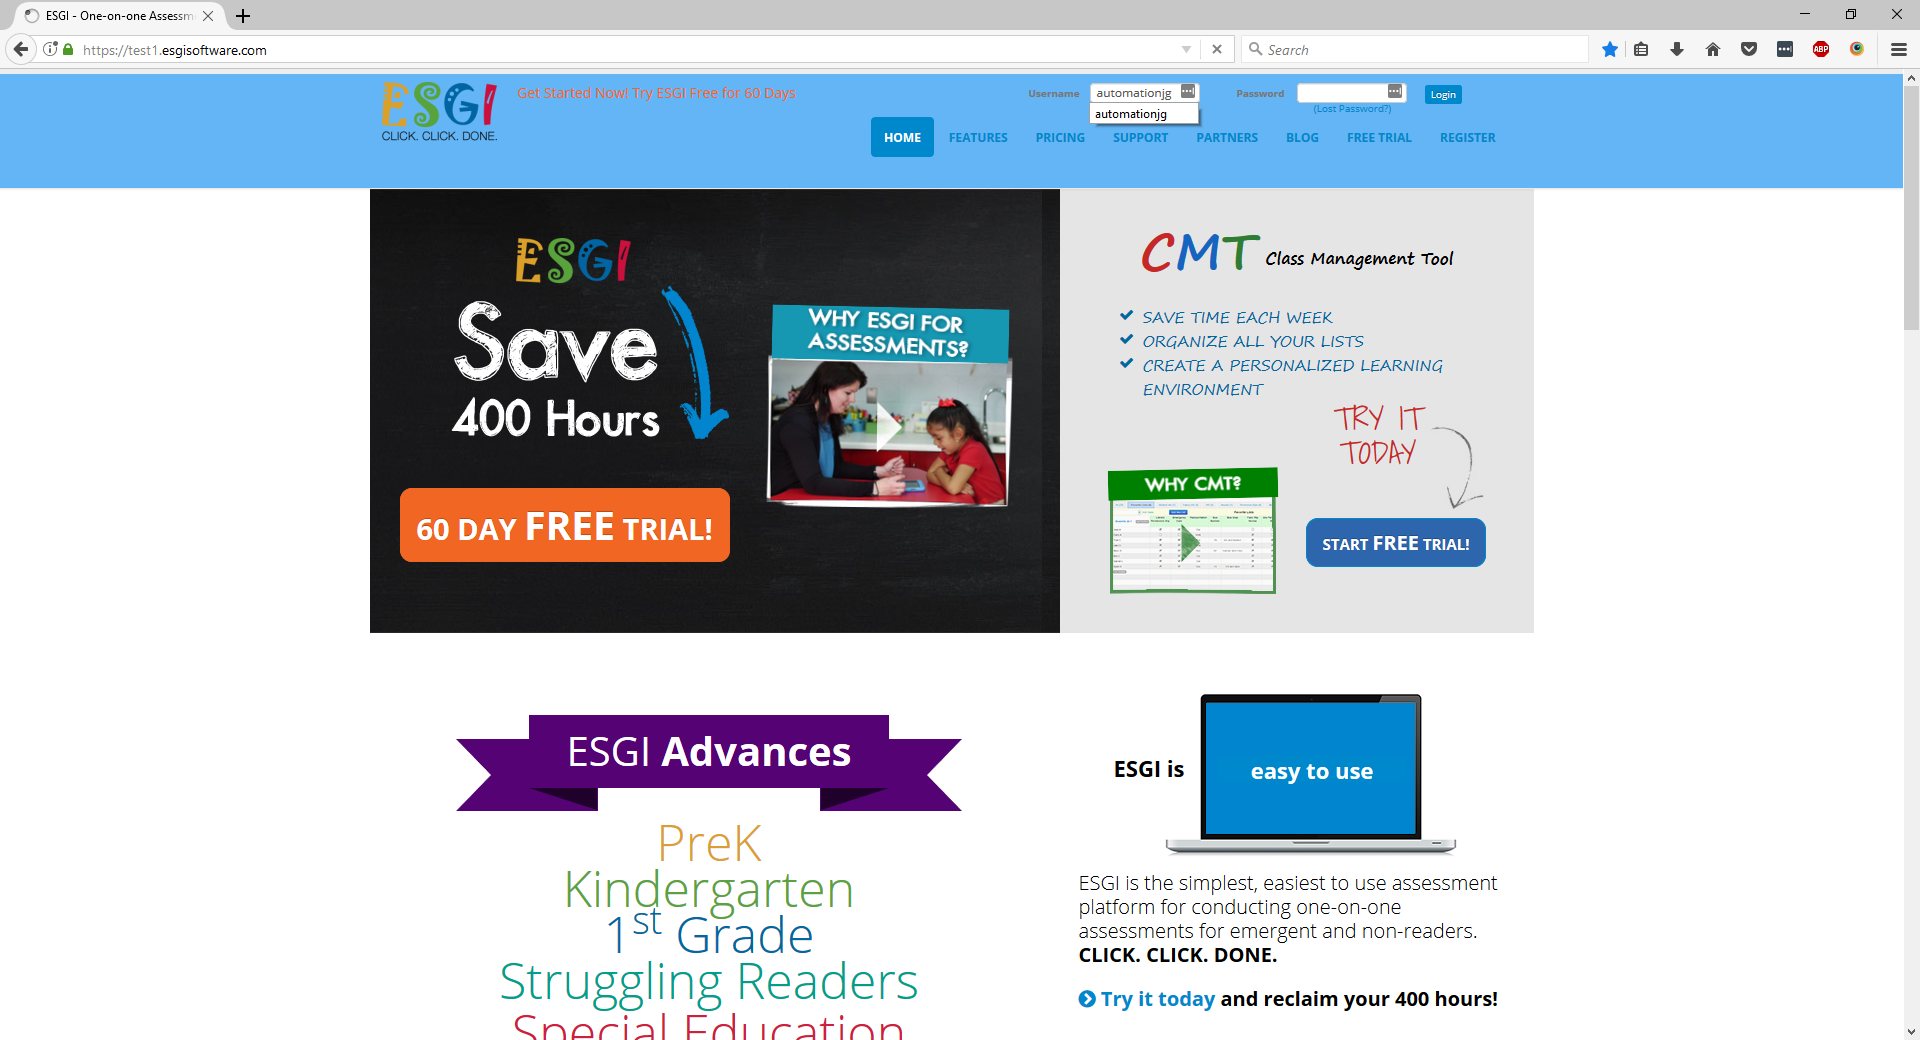 ESGI - One-on-one Assessm
https://test1.esgisoftware.com
Search
ABP
ESGI
CLICK. CLICK. DONE.
Get Started Now! Try ESGI Free for 60 Days
Username
automationjg
automationjg
Password
(Lost Password?)
Login
HOME
FEATURES
PRICING
SUPPORT
PARTNERS
BLOG
FREE TRIAL
REGISTER
ESGI
Save
400 Hours
60 DAY FREE TRIAL!
WHY ESGI FOR
ASSESSMENTS?
CMT Class Management Tool
SAVE TIME EACH WEEK
ORGANIZE ALL YOUR LISTS
CREATE A PERSONALIZED LEARNING
ENVIRONMENT
TRY IT
TODAY
WHY CMT?
START FREE TRIAL!
ESGI Advances
PreK
Kindergarten
1st Grade
Struggling Readers
Special Education
ESGI is
easy to use
ESGI is the simplest, easiest to use assessment
platform for conducting one-on-one
assessments for emergent and non-readers.
CLICK. CLICK. DONE.
Try it today and reclaim your 400 hours!